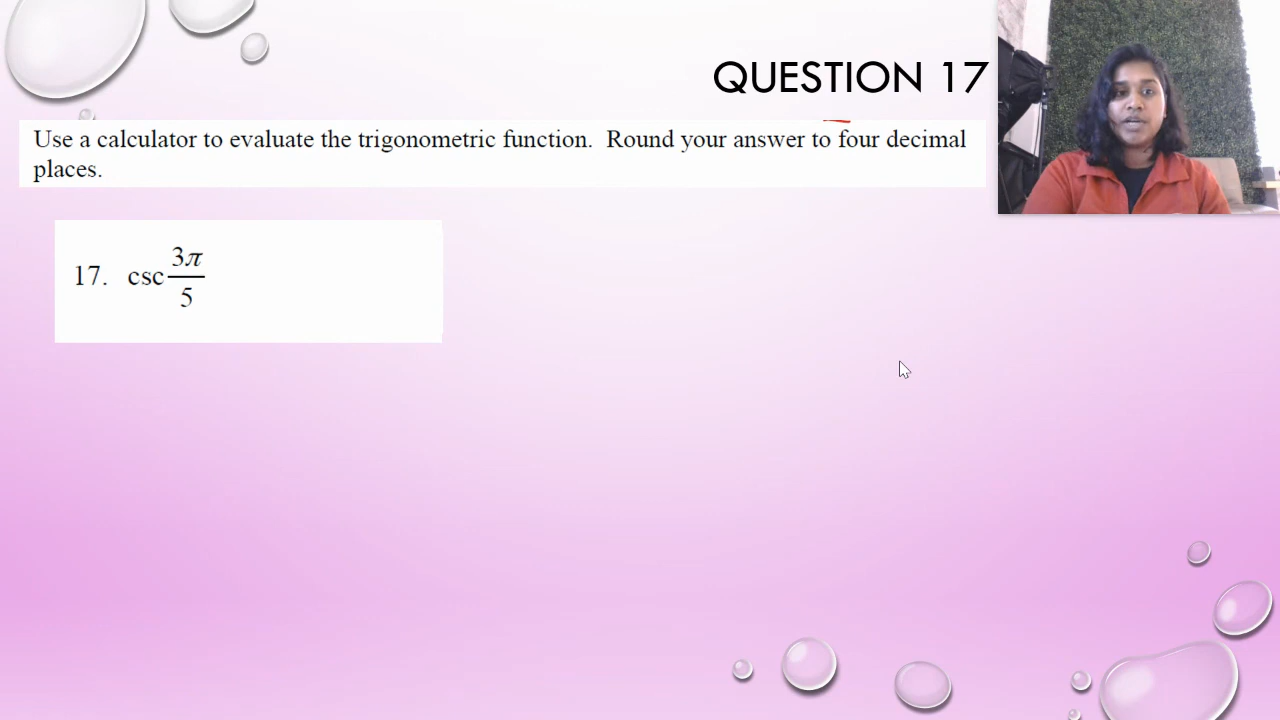 QUESTION 17
Use a calculator to evaluate the trigonometric function.  Round your answer to four decimal
places.
17. csc 3π/5